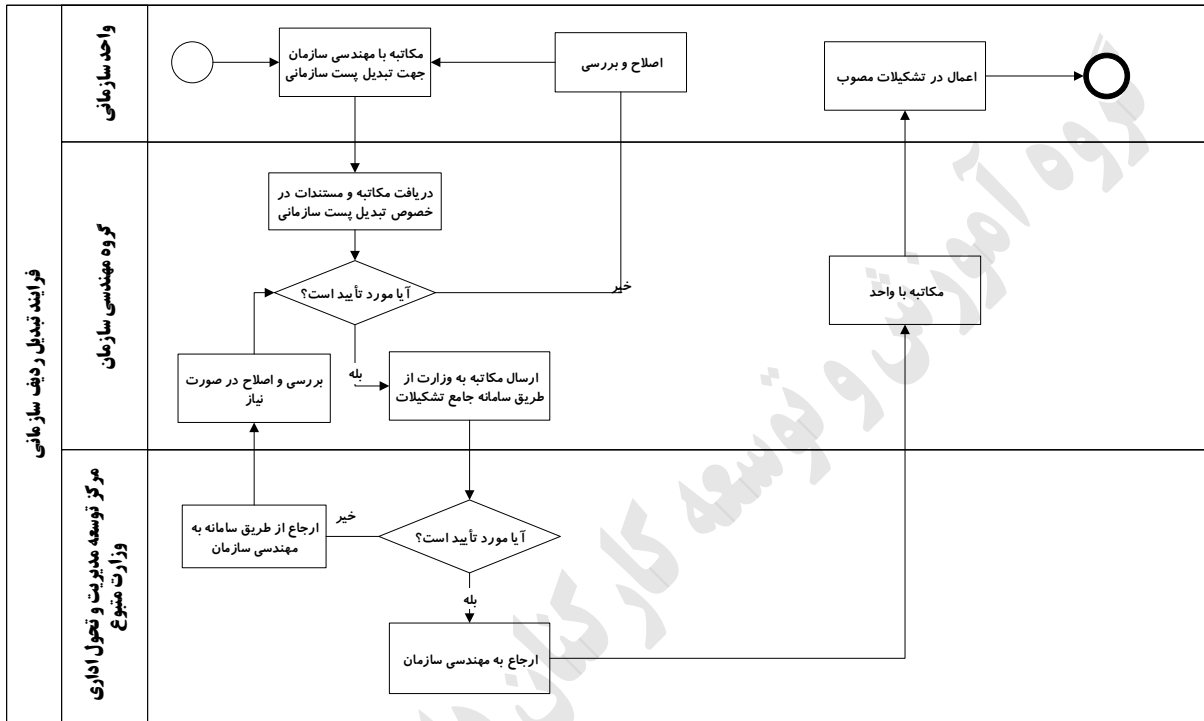 فرایند تبدیل ردیف سازمانی
واحد سازمانی
مکاتبه با مهندسی سازمان
جهت تبدیل پست سازمانی
اصلاح و بررسی
اعمال در تشکیلات مصوب
گروه مهندسی سازمان
دریافت مکاتبه و مستندات در
خصوص تبدیل پست سازمانی
آیا مورد تأیید است؟
خیر
مکاتبه با واحد
بررسی و اصلاح در صورت
نیاز
بله
ارسال مکاتبه به وزارت از
طریق سامانه جامع تشکیلات
مرکز توسعه مدیریت و تحول اداری
وزارت متبوع
ارجاع از طریق سامانه به
مهندسی سازمان
خیر
آیا مورد تأیید است؟
بله
ارجاع به مهندسی سازمان
گروه آموزش و توسعه کارکنان